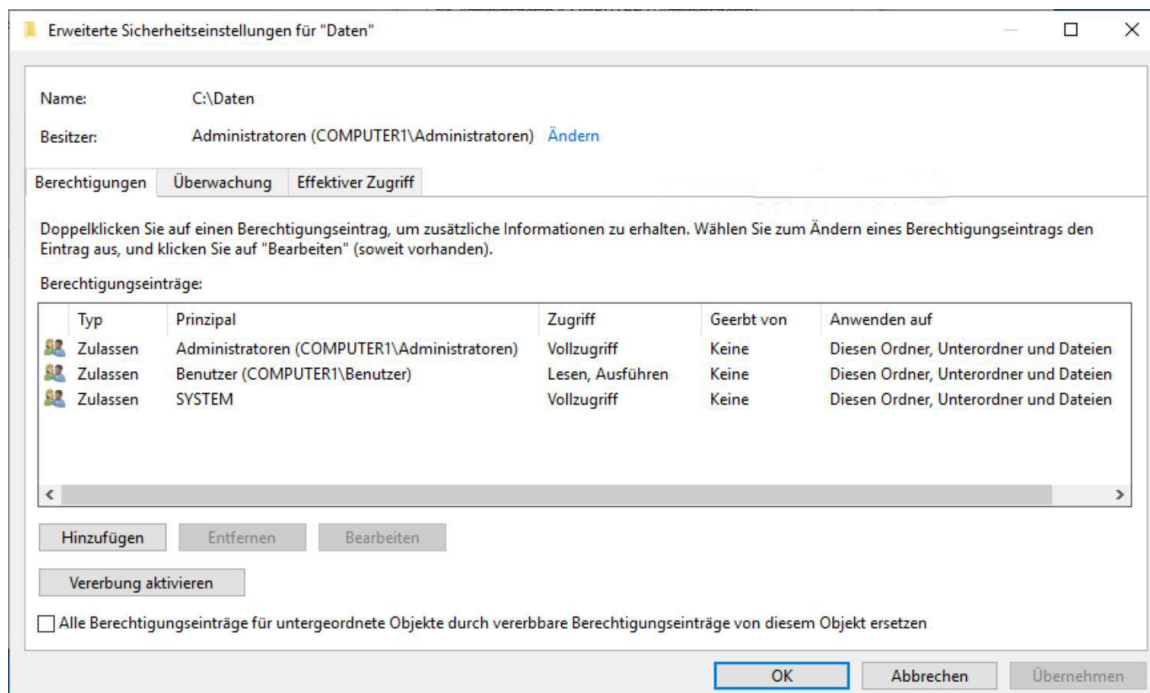 Erweiterte Sicherheitseinstellungen für "Daten"
Name: C:\Daten
Besitzer: Administratoren (COMPUTER1\Administratoren) Ändern
Berechtigungen Überwachung Effektiver Zugriff
Doppelklicken Sie auf einen Berechtigungseintrag, um zusätzliche Informationen zu erhalten. Wählen Sie zum Ändern eines Berechtigungseintrags den
Eintrag aus, und klicken Sie auf "Bearbeiten" (soweit vorhanden).
Berechtigungseinträge:
Typ Prinzipal Zugriff Geerbt von Anwenden auf
Zulassen Administratoren (COMPUTER1\Administratoren) Vollzugriff Keine Diesen Ordner, Unterordner und Dateien
Zulassen Benutzer (COMPUTER1\Benutzer) Lesen, Ausführen Keine Diesen Ordner, Unterordner und Dateien
Zulassen SYSTEM Vollzugriff Keine Diesen Ordner, Unterordner und Dateien
Hinzufügen Entfernen Bearbeiten
Vererbung aktivieren
Alle Berechtigungseinträge für untergeordnete Objekte durch vererbbare Berechtigungseinträge von diesem Objekt ersetzen
OK Abbrechen Übernehmen